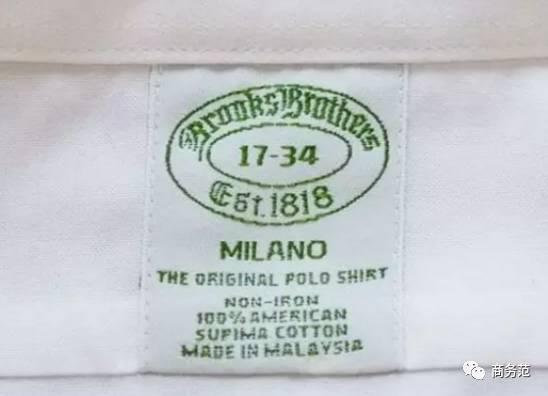 Brooks Brothers
17-34
Est. 1818
MILANO
THE ORIGINAL POLO SHIRT
NON-IRON
100% AMERICAN
SUPIMA COTTON
MADE IN MALAYSIA
商务范